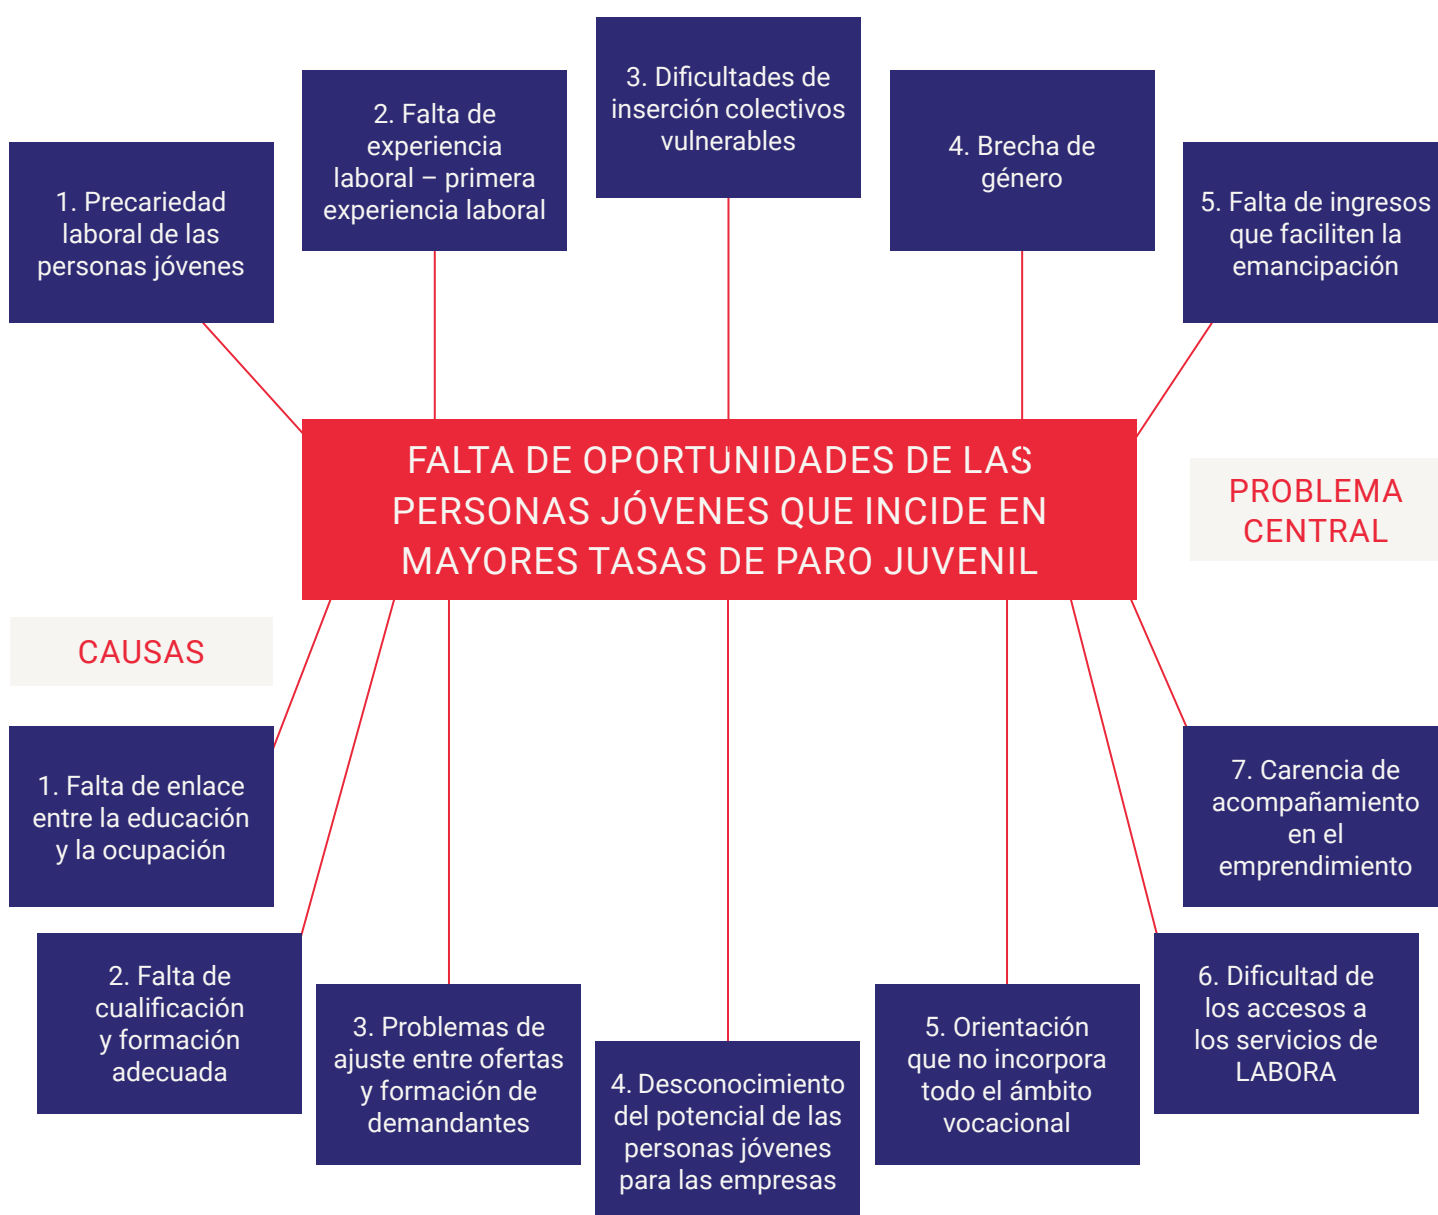 1. Precariedad
laboral de las
personas jóvenes
2. Falta de
experiencia
laboral – primera
experiencia laboral
3. Dificultades de
inserción colectivos
vulnerables
4. Brecha de
género
5. Falta de ingresos
que faciliten la
emancipación
FALTA DE OPORTUNIDADES DE LAS
PERSONAS JÓVENES QUE INCIDE EN
MAYORES TASAS DE PARO JUVENIL
PROBLEMA
CENTRAL
CAUSAS
1. Falta de enlace
entre la educación
y la ocupación
2. Falta de
cualificación
y formación
adecuada
3. Problemas de
ajuste entre ofertas
y formación de
demandantes
4. Desconocimiento
del potencial de las
personas jóvenes
para las empresas
5. Orientación
que no incorpora
todo el ámbito
vocacional
6. Dificultad de
los accesos a
los servicios de
LABORA
7. Carencia de
acompañamiento
en el
emprendimiento